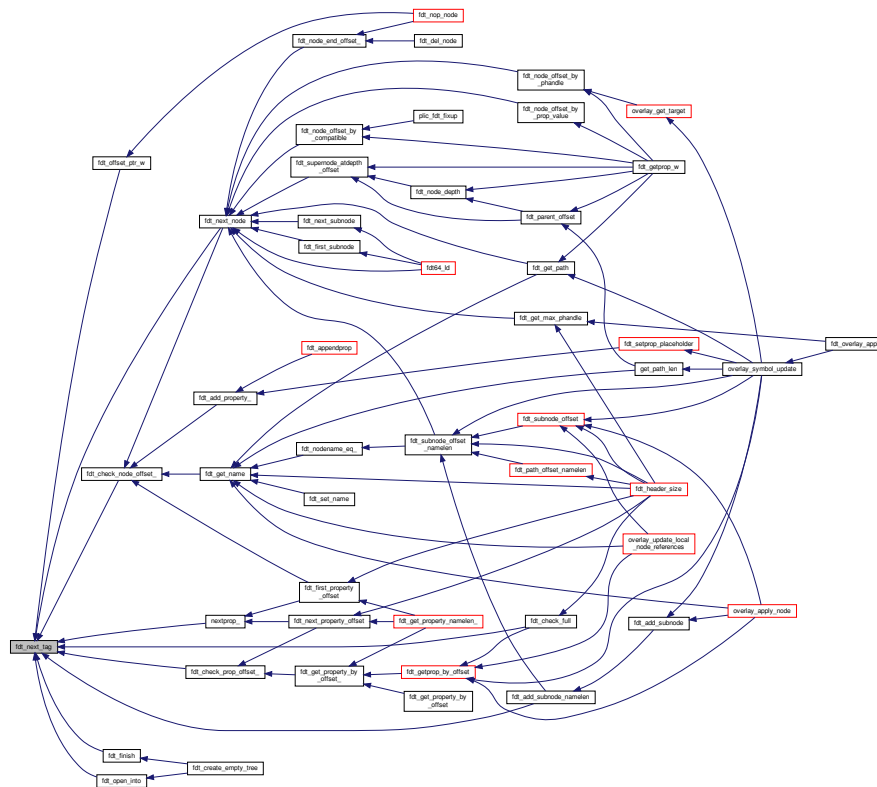 fdt_nop_node
fdt_node_end_offset_
fdt_del_node
fdt_node_offset_by
_phandle
overlay_get_target
fdt_node_offset_by
_prop_value
plic_fdt_fixup
fdt_node_offset_by
_compatible
fdt_offset_ptr_w
fdt_supernode_atdepth
_offset
fdt_getprop_w
fdt_node_depth
fdt_next_node
fdt_next_subnode
fdt_parent_offset
fdt_first_subnode
fdt64_ld
fdt_get_path
fdt_get_max_phandle
fdt_appendprop
fdt_setprop_placeholder
fdt_overlay_app
get_path_len
overlay_symbol_update
fdt_add_property_
fdt_subnode_offset
fdt_nodename_eq_
fdt_subnode_offset
_namelen
fdt_check_node_offset_
fdt_get_name
fdt_path_offset_namelen
fdt_header_size
fdt_set_name
overlay_update_local
_node_references
fdt_first_property
_offset
overlay_apply_node
nextprop_
fdt_next_property_offset
fdt_get_property_namelen_
fdt_check_full
fdt_add_subnode
fdt_next_tag
fdt_check_prop_offset_
fdt_get_property_by
_offset_
fdt_getprop_by_offset
fdt_get_property_by
_offset
fdt_add_subnode_namelen
fdt_finish
fdt_create_empty_tree
fdt_open_into